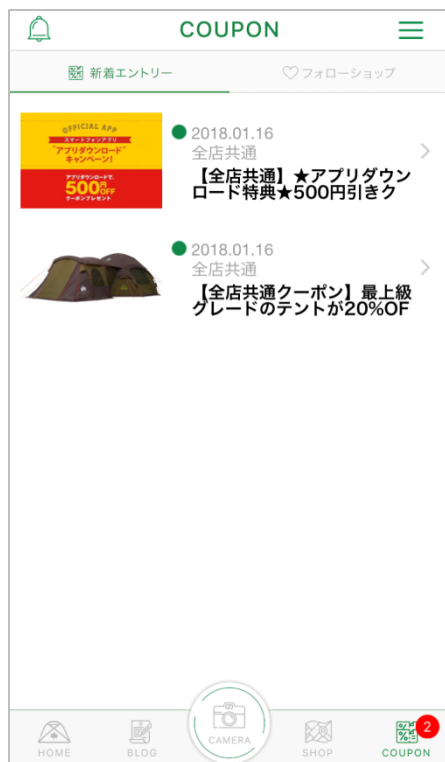 COUPON
新着エントリー
フォローショップ
OFFICIAL APP
スマートフォンアプリ
"アプリダウンロード"
キャンペーン!
アプリダウンロードで、
500円OFF
クーポンプレゼント
2018.01.16
全店共通
【全店共通】★アプリダウン
ロード特典★500円引きク
2018.01.16
全店共通
【全店共通クーポン】最上級
グレードのテントが20%OF
HOME
BLOG
CAMERA
SHOP
2
COUPON